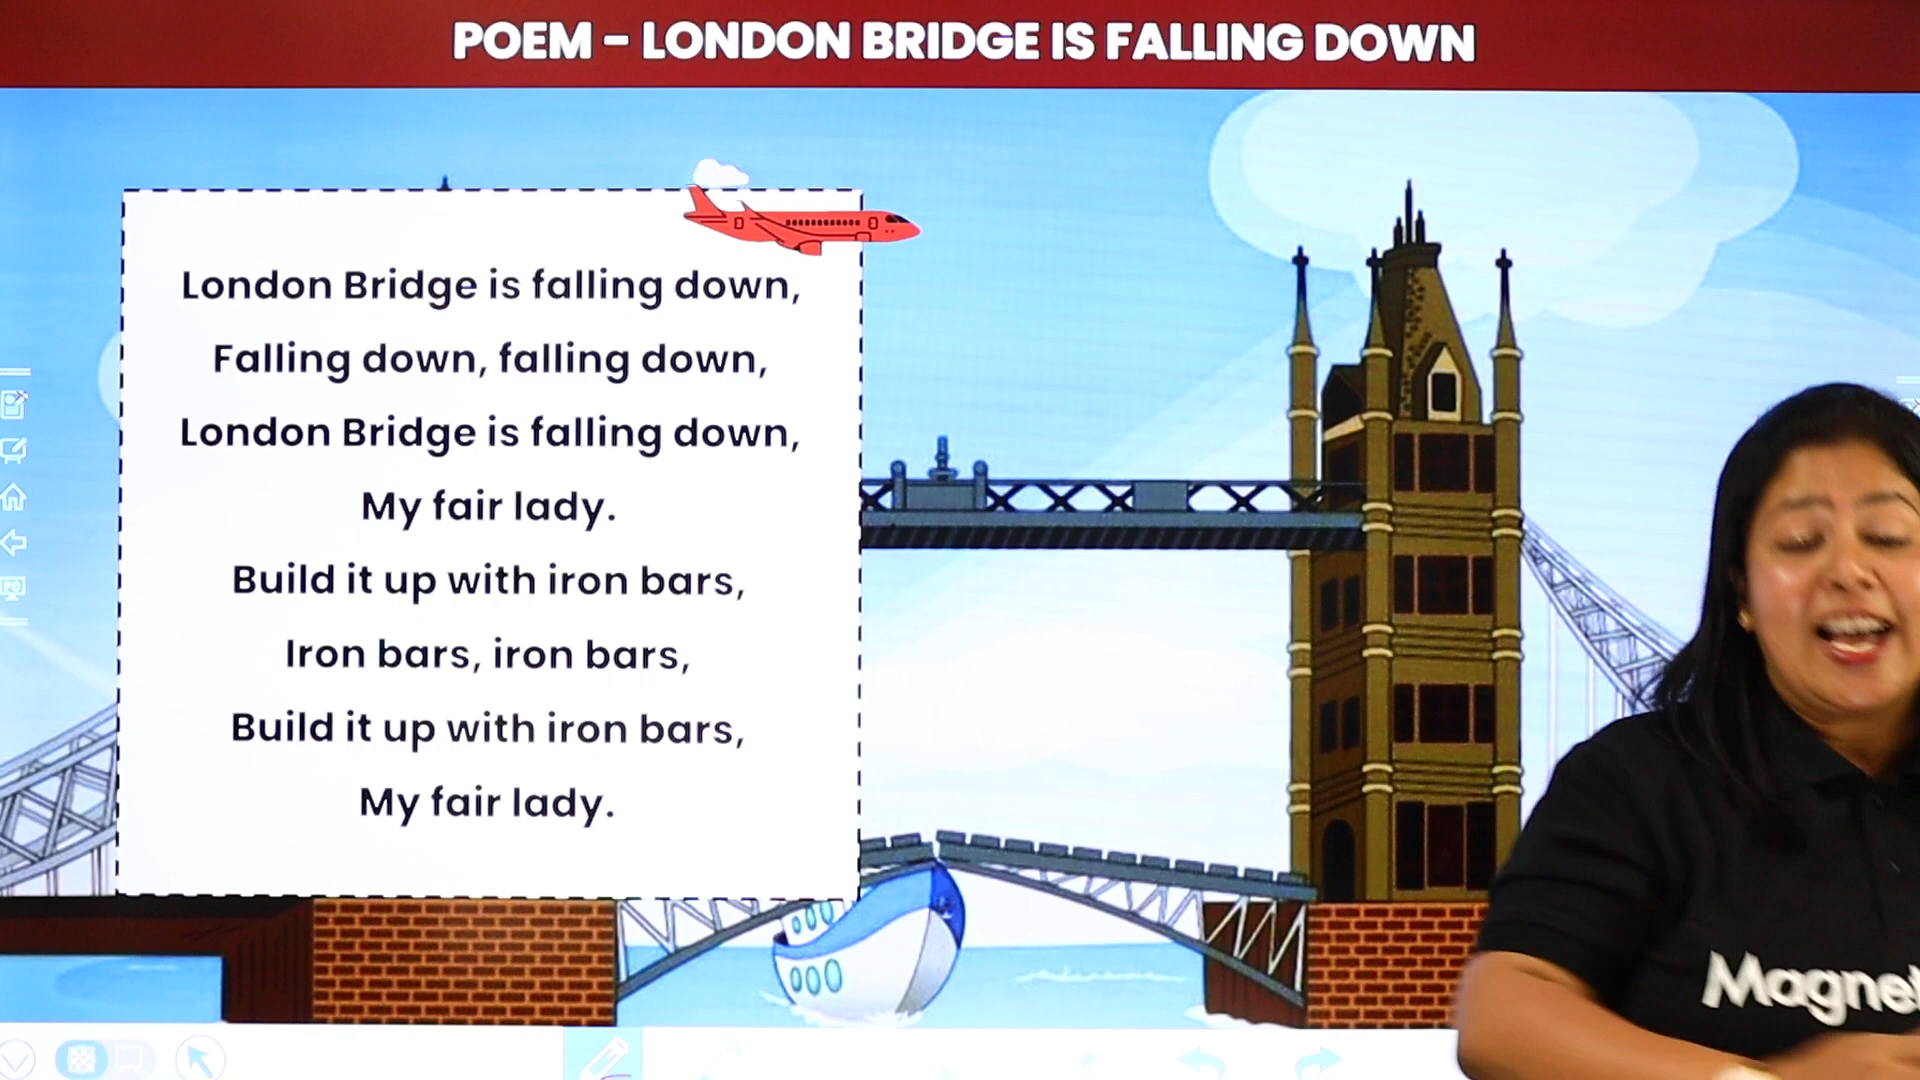 POEM – LONDON BRIDGE IS FALLING DOWN
London Bridge is falling down,
Falling down, falling down,
London Bridge is falling down,
My fair lady.
Build it up with iron bars,
Iron bars, iron bars,
Build it up with iron bars,
My fair lady.
Magnet